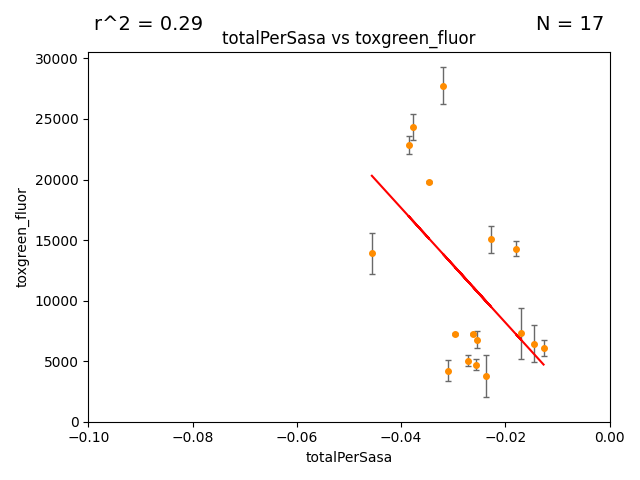 r^2 = 0.29
N = 17
totalPerSasa vs toxgreen_fluor
30000
25000
20000
15000
10000
5000
0
toxgreen_fluor
−0.10
−0.08
−0.06
−0.04
−0.02
0.00
totalPerSasa